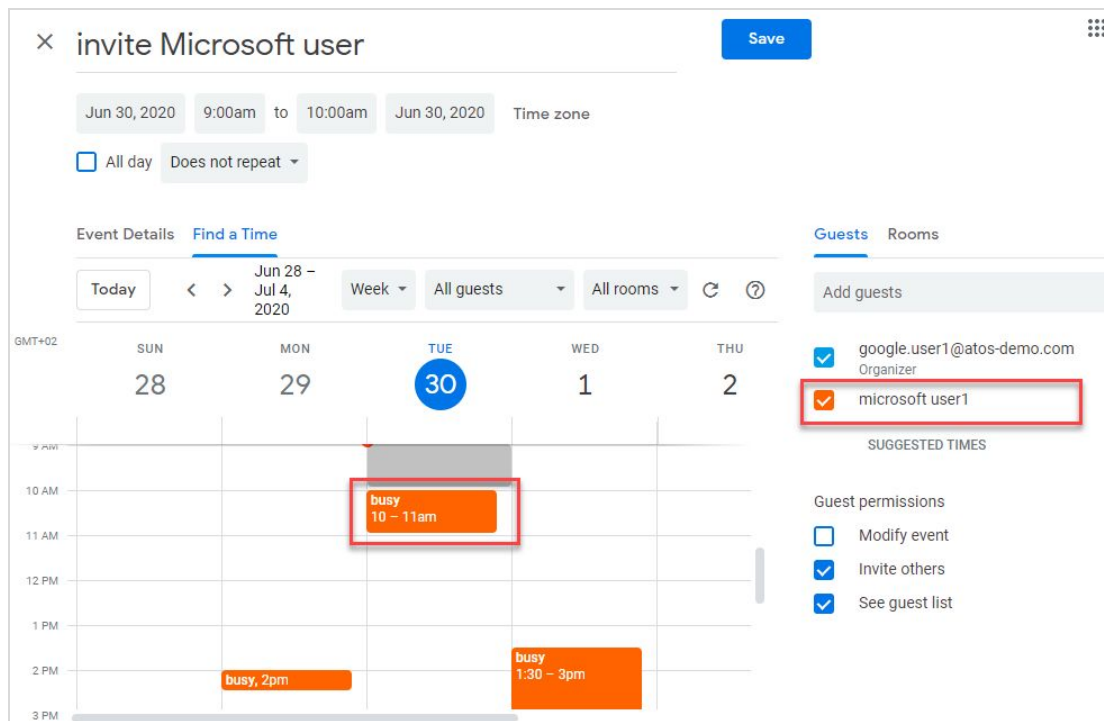 invite Microsoft user
Save
Jun 30, 2020 9:00am to 10:00am Jun 30, 2020 Time zone
All day Does not repeat
Event Details Find a Time
Guests Rooms
Today
Jun 28 –
Jul 4,
2020
Week All guests All rooms
Add guests
GMT+02
SUN MON TUE WED THU
28 29 30 1 2
google.user1@atos-demo.com
Organizer
microsoft user1
SUGGESTED TIMES
9 AM
10 AM
busy
10 – 11am
11 AM
12 PM
1 PM
2 PM
busy, 2pm
busy
1:30 – 3pm
3 PM
Guest permissions
Modify event
Invite others
See guest list